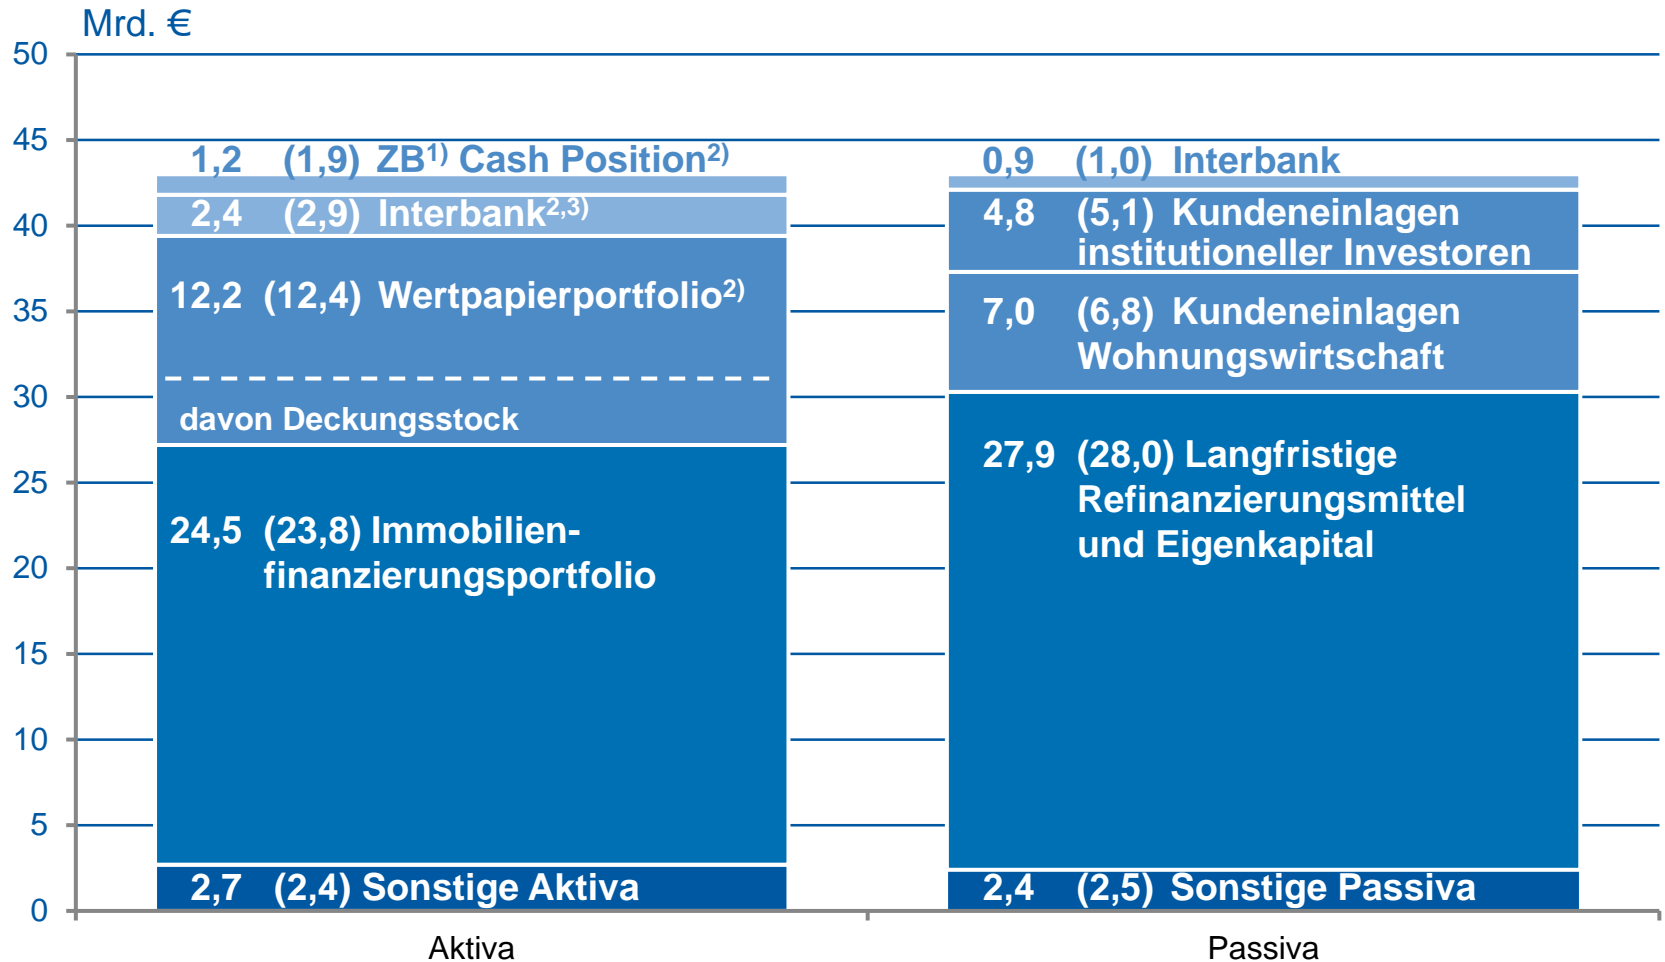 Mrd. €
50
45
40
35
30
25
20
15
10
5
0
1,2 (1,9) ZB1) Cash Position2)
2,4 (2,9) Interbank2,3)
12,2 (12,4) Wertpapierportfolio2)
davon Deckungsstock
24,5 (23,8) Immobilien-
finanzierungsportfolio
2,7 (2,4) Sonstige Aktiva
0,9 (1,0) Interbank
4,8 (5,1) Kundeneinlagen
institutioneller Investoren
7,0 (6,8) Kundeneinlagen
Wohnungswirtschaft
27,9 (28,0) Langfristige
Refinanzierungsmittel
und Eigenkapital
2,4 (2,5) Sonstige Passiva
Aktiva
Passiva